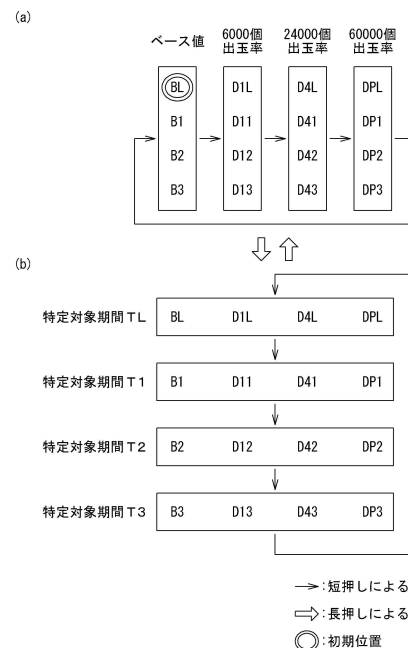 (a)
ベース値 6000個出玉率 24000個出玉率 60000個出玉率
BL D1L D4L DPL
B1 D11 D41 DP1
B2 D12 D42 DP2
B3 D13 D43 DP3
(b)
特定対象期間TL BL D1L D4L DPL
特定対象期間T1 B1 D11 D41 DP1
特定対象期間T2 B2 D12 D42 DP2
特定対象期間T3 B3 D13 D43 DP3
→:短押しによる
⇨:長押しによる
◎:初期位置